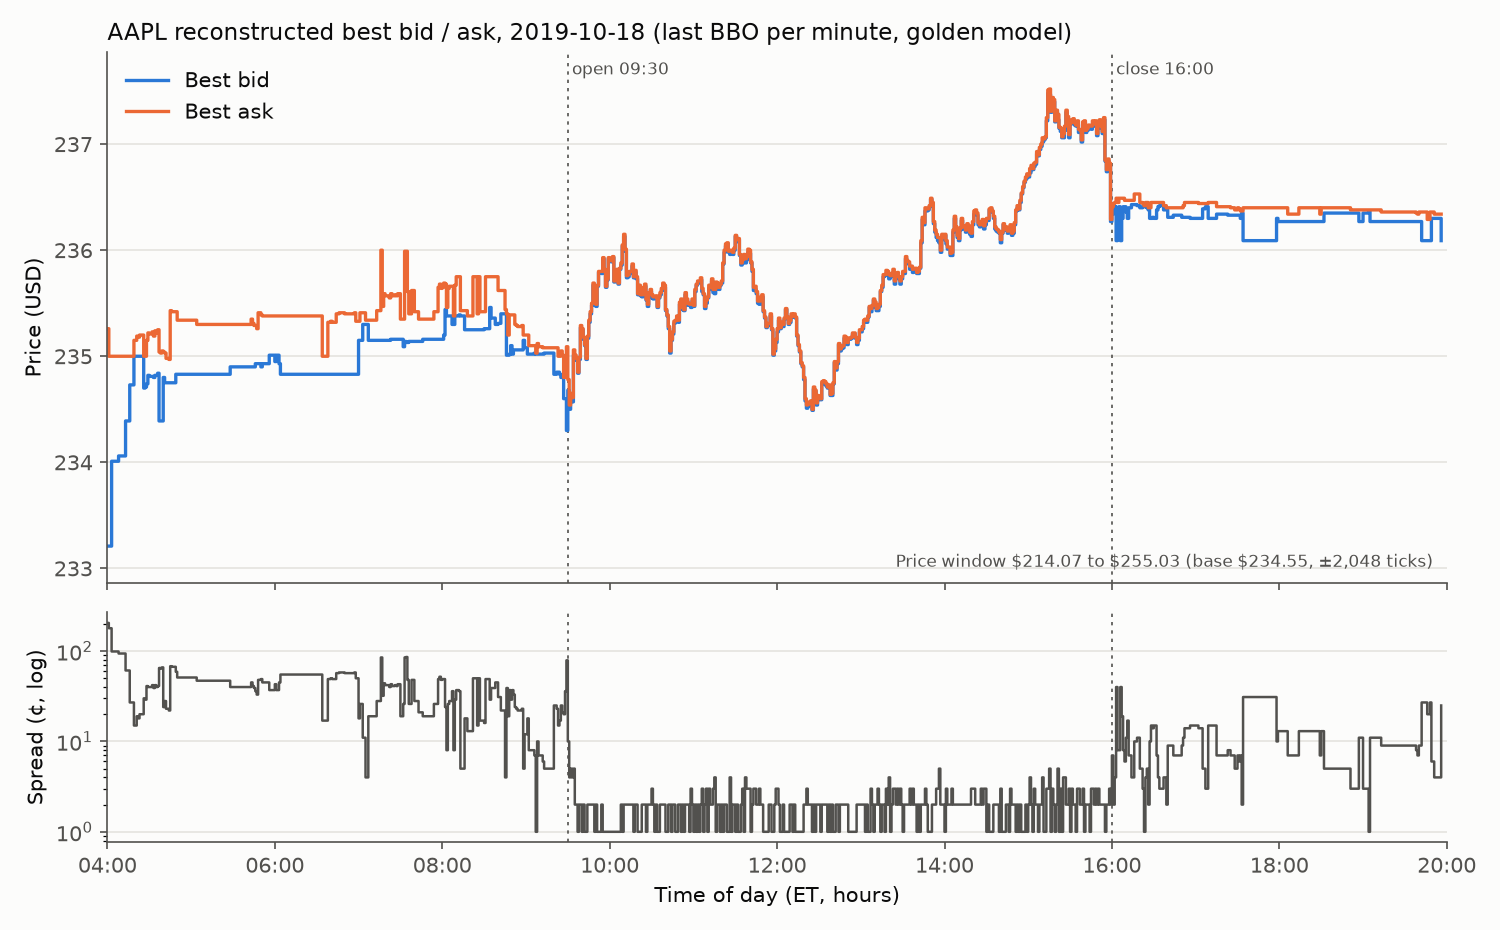 AAPL reconstructed best bid / ask, 2019-10-18 (last BBO per minute, golden model)
Best bid
Best ask
open 09:30
close 16:00
237
236
235
234
233
Price (USD)
Price window $214.07 to $255.03 (base $234.55, ±2,048 ticks)
10²
10¹
10⁰
Spread (¢, log)
04:00 06:00 08:00 10:00 12:00 14:00 16:00 18:00 20:00
Time of day (ET, hours)